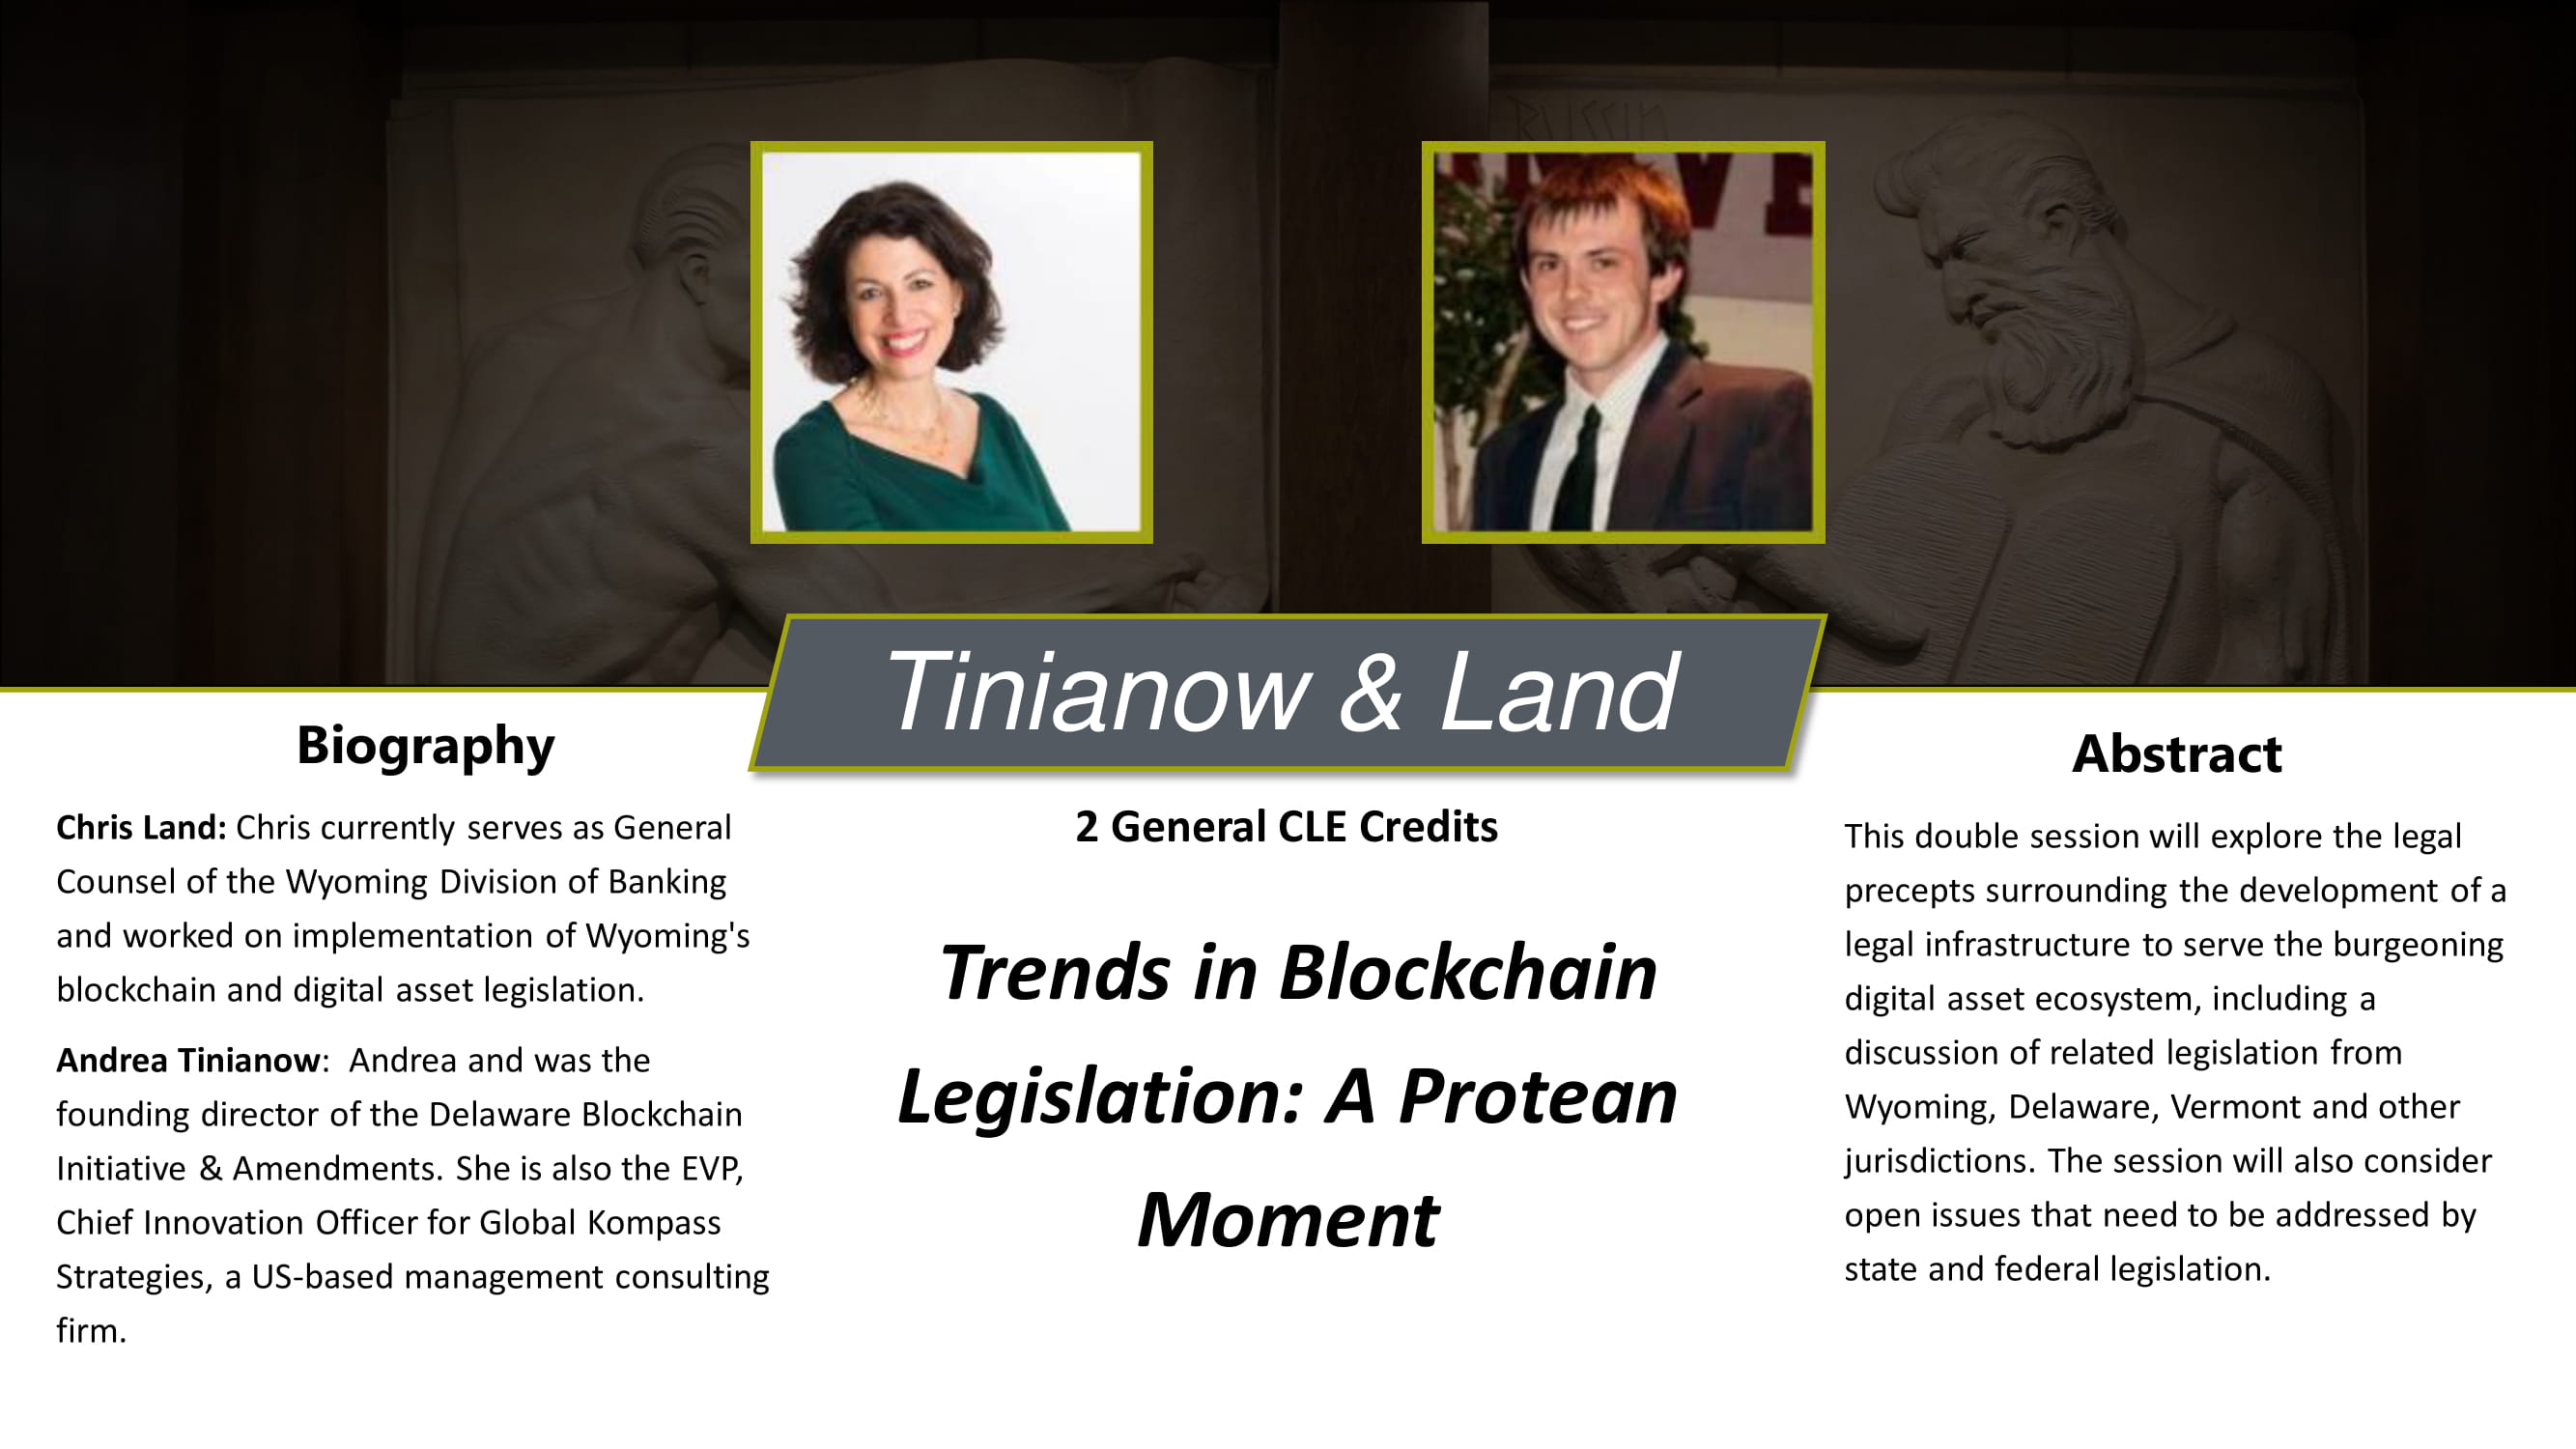 Tinianow & Land
Biography
Chris Land: Chris currently serves as General
Counsel of the Wyoming Division of Banking
and worked on implementation of Wyoming's
blockchain and digital asset legislation.
Andrea Tinianow:  Andrea and was the
founding director of the Delaware Blockchain
Initiative & Amendments. She is also the EVP,
Chief Innovation Officer for Global Kompass
Strategies, a US-based management consulting
firm.
2 General CLE Credits
Trends in Blockchain
Legislation: A Protean
Moment
Abstract
This double session will explore the legal
precepts surrounding the development of a
legal infrastructure to serve the burgeoning
digital asset ecosystem, including a
discussion of related legislation from
Wyoming, Delaware, Vermont and other
jurisdictions. The session will also consider
open issues that need to be addressed by
state and federal legislation.